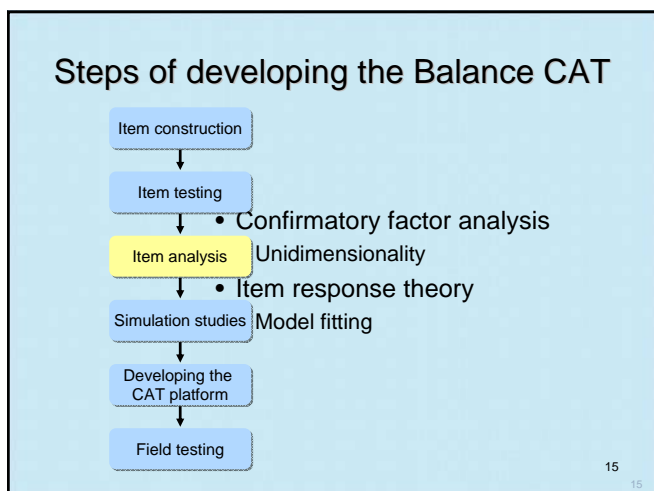 Steps of developing the Balance CAT
Item construction
Item testing
• Confirmatory factor analysis
Item analysis
Unidimensionality
• Item response theory
Simulation studies
Model fitting
Developing the
CAT platform
Field testing
15
15